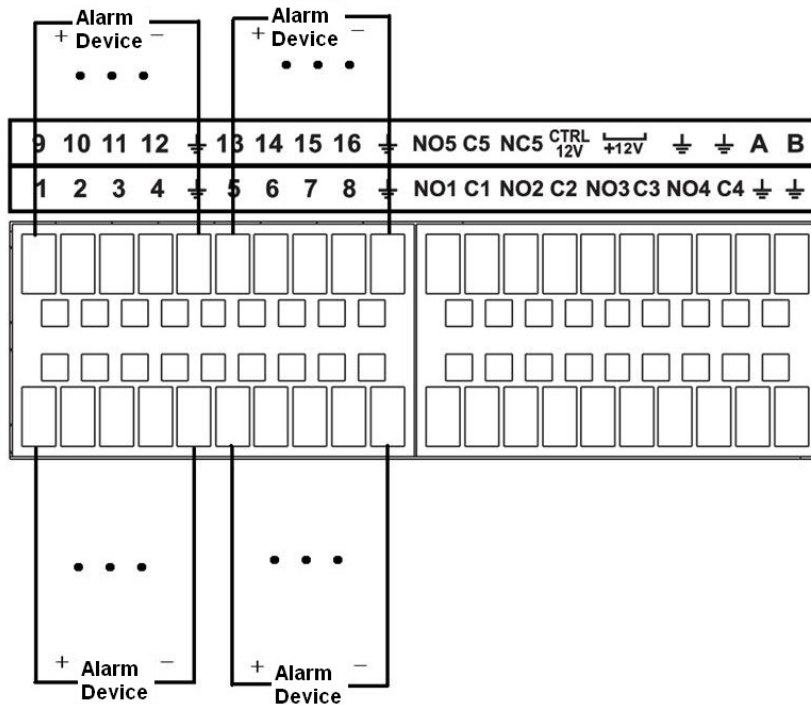 Alarm Device
+ −
Alarm Device
+ −
9 10 11 12 ⏚ 13 14 15 16 ⏚ NO5 C5 NC5 CTRL 12V +12V ⏚ ⏚ A B
1 2 3 4 ⏚ 5 6 7 8 ⏚ NO1 C1 NO2 C2 NO3 C3 NO4 C4 ⏚ ⏚
+ Alarm −
Device
+ Alarm −
Device